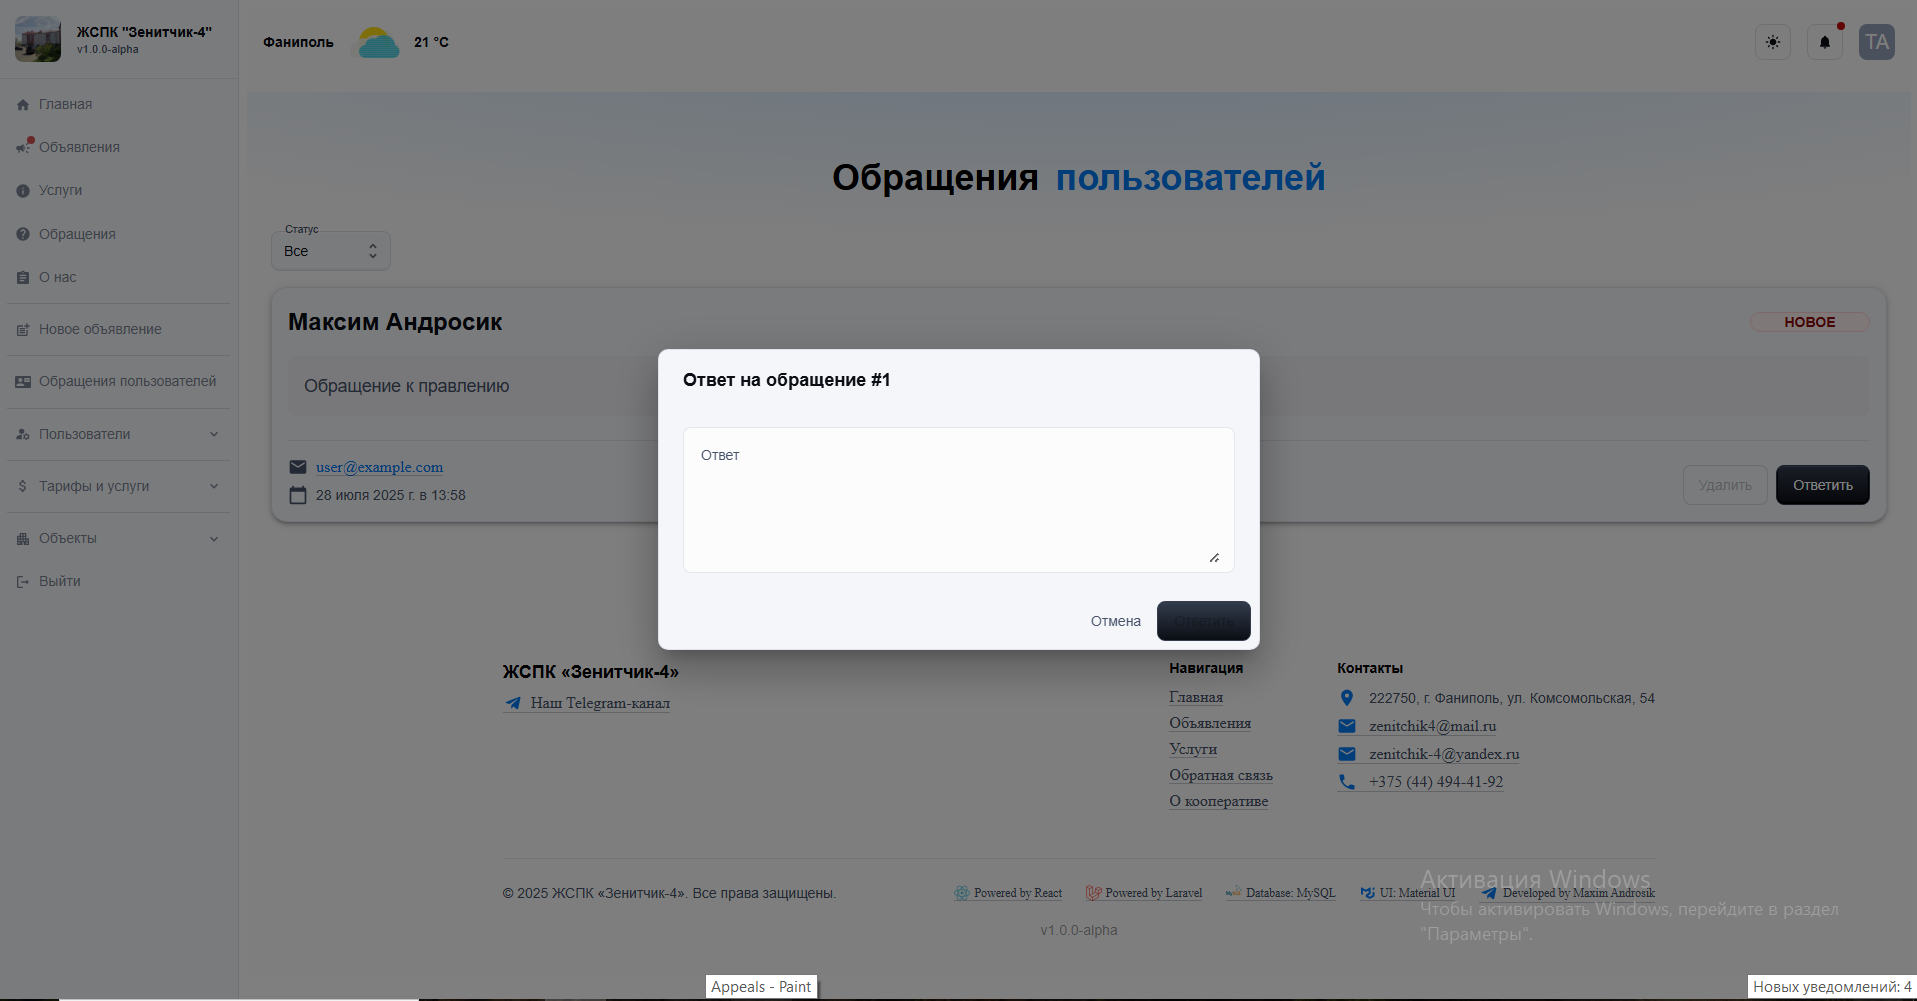 ЖСПК "Зенитчик-4"
v1.0.0-alpha
Главная
Объявления
Услуги
Обращения
О нас
Новое объявление
Обращения пользователей
Пользователи
Тарифы и услуги
Объекты
Выйти
Фаниполь 21 °C
TA
Обращения пользователей
Статус
Все
Максим Андросик
НОВОЕ
Обращение к правлению
user@example.com
28 июля 2025 г. в 13:58
Удалить Ответить
Ответ на обращение #1
Ответ
Отмена Ответить
ЖСПК «Зенитчик-4»
Наш Telegram-канал
Навигация
Главная
Объявления
Услуги
Обратная связь
О кооперативе
Контакты
222750, г. Фаниполь, ул. Комсомольская, 54
zenitchik4@mail.ru
zenitchik-4@yandex.ru
+375 (44) 494-41-92
© 2025 ЖСПК «Зенитчик-4». Все права защищены.
Powered by React Powered by Laravel Database: MySQL UI: Material UI Developed by Maxim Androsik
v1.0.0-alpha
Активация Windows
Чтобы активировать Windows, перейдите в раздел
"Параметры".
Appeals - Paint
Новых уведомлений: 4